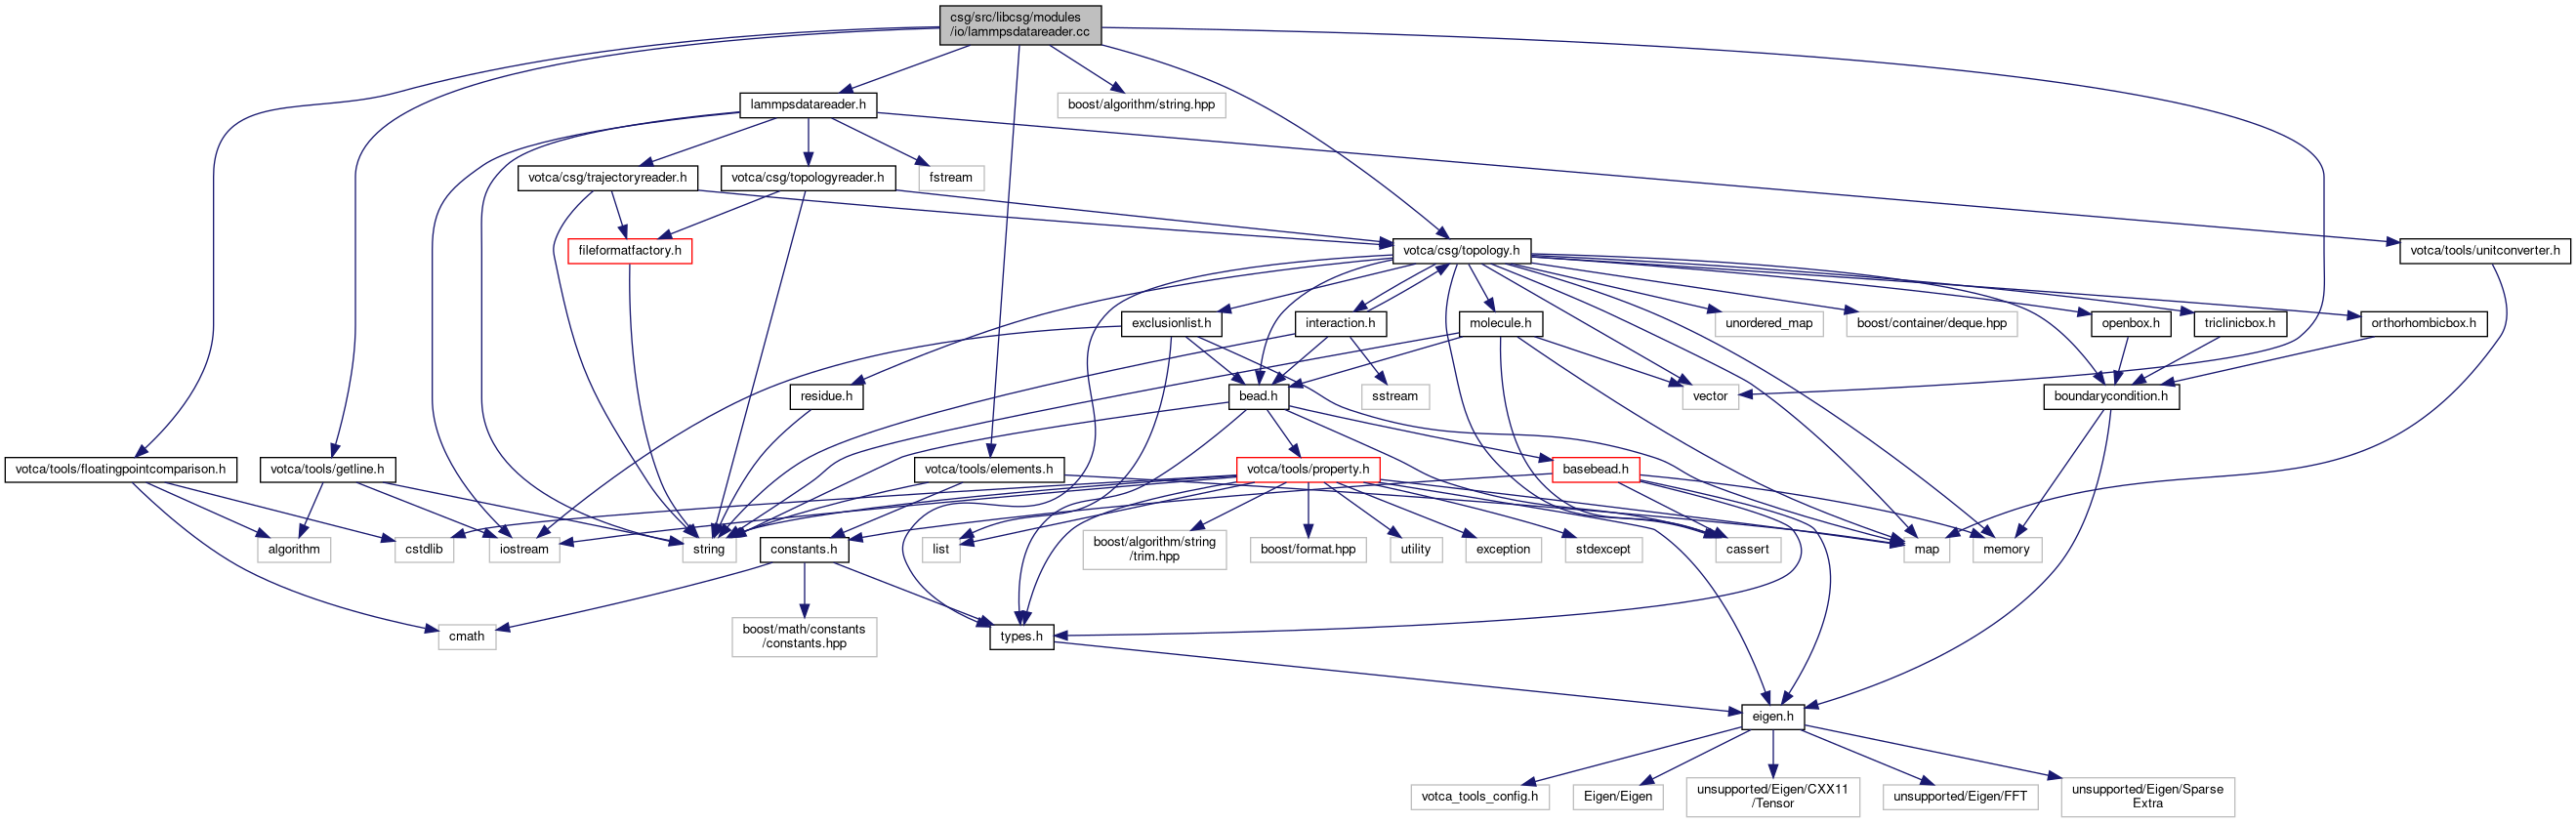 csg/src/libcsg/modules
/io/lammpsdatareader.cc
lammpsdatareader.h
boost/algorithm/string.hpp
votca/csg/trajectoryreader.h
votca/csg/topologyreader.h
fstream
fileformatfactory.h
votca/csg/topology.h
votca/tools/unitconverter.h
exclusionlist.h
interaction.h
molecule.h
unordered_map
boost/container/deque.hpp
openbox.h
triclinicbox.h
orthorhombicbox.h
residue.h
bead.h
sstream
vector
boundarycondition.h
votca/tools/floatingpointcomparison.h
votca/tools/getline.h
votca/tools/elements.h
votca/tools/property.h
basebead.h
algorithm
cstdlib
iostream
string
constants.h
list
boost/algorithm/string
/trim.hpp
boost/format.hpp
utility
exception
stdexcept
cassert
map
memory
cmath
boost/math/constants
/constants.hpp
types.h
eigen.h
votca_tools_config.h
Eigen/Eigen
unsupported/Eigen/CXX11
/Tensor
unsupported/Eigen/FFT
unsupported/Eigen/Sparse
Extra